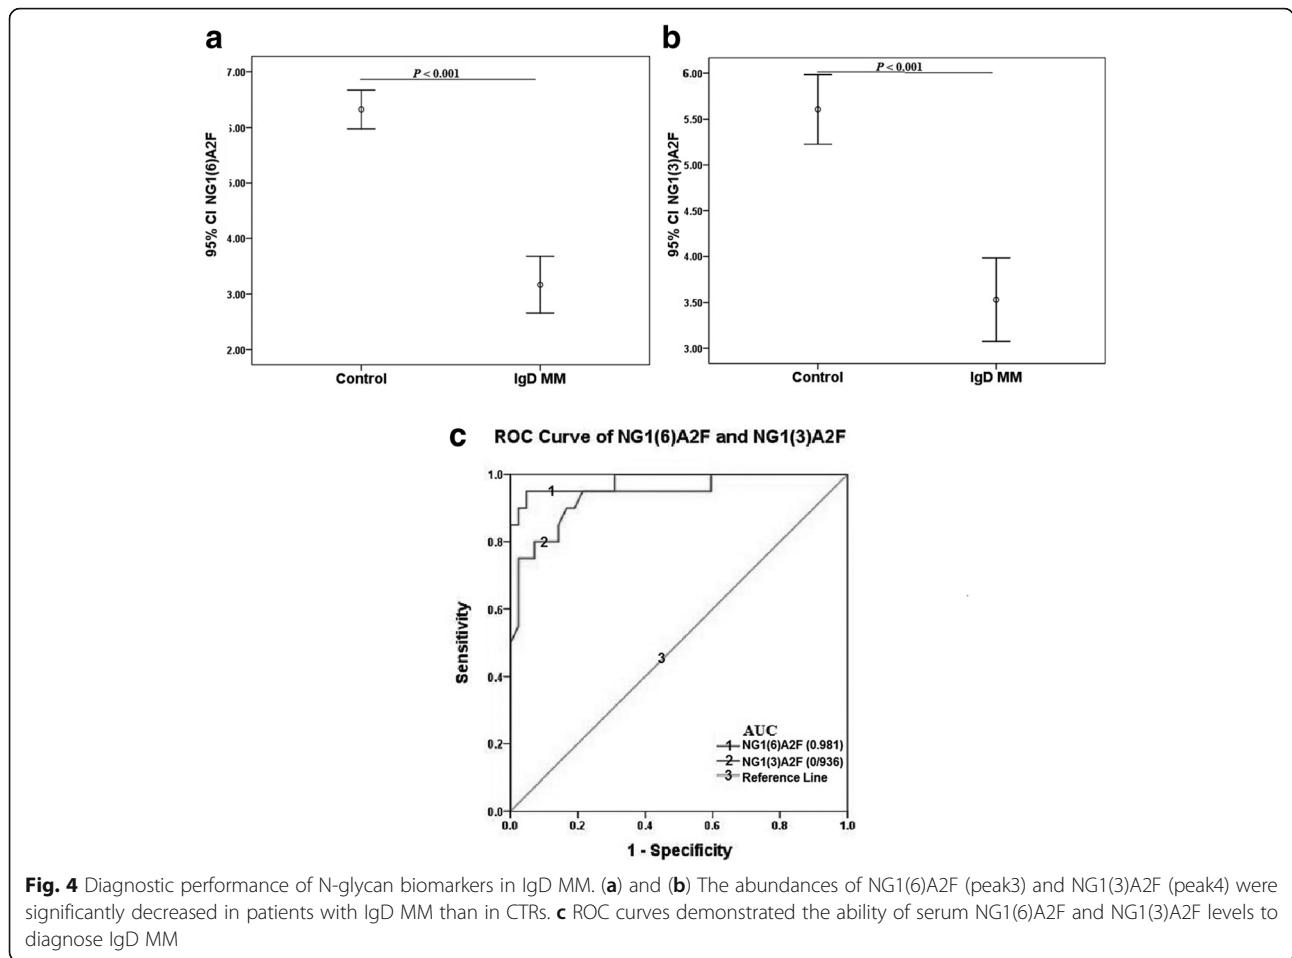 a
b
7.00
5.00
5.00
4.00
3.00
2.00
95% CI NG1(6)A2F
P < 0.001
Control
IgD MM
6.00
5.50
5.00
4.50
4.00
3.50
3.00
95% CI NG1(3)A2F
P < 0.001
Control
IgD MM
c ROC Curve of NG1(6)A2F and NG1(3)A2F
1.0
0.8
0.6
0.4
0.2
0.0
Sensitivity
1
2
3
AUC
1 NG1(6)A2F (0.981)
2 NG1(3)A2F (0/936)
3 Reference Line
0.0 0.2 0.4 0.6 0.8 1.0
1 - Specificity
Fig. 4 Diagnostic performance of N-glycan biomarkers in IgD MM. (a) and (b) The abundances of NG1(6)A2F (peak3) and NG1(3)A2F (peak4) were
significantly decreased in patients with IgD MM than in CTRs. c ROC curves demonstrated the ability of serum NG1(6)A2F and NG1(3)A2F levels to
diagnose IgD MM